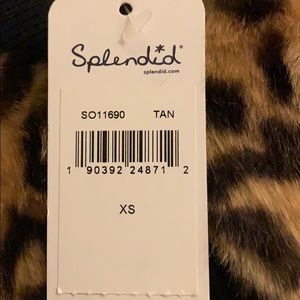 Splendid
splendid.com
SO11690 TAN
1 90392 24871 2
XS